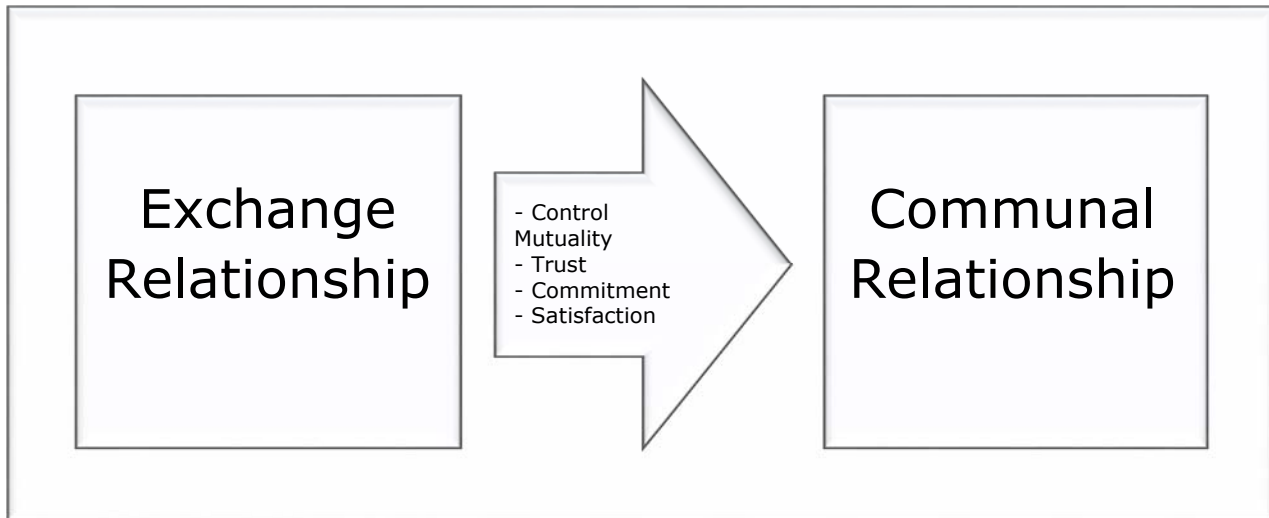 Exchange
Relationship
- Control
Mutuality
- Trust
- Commitment
- Satisfaction
Communal
Relationship